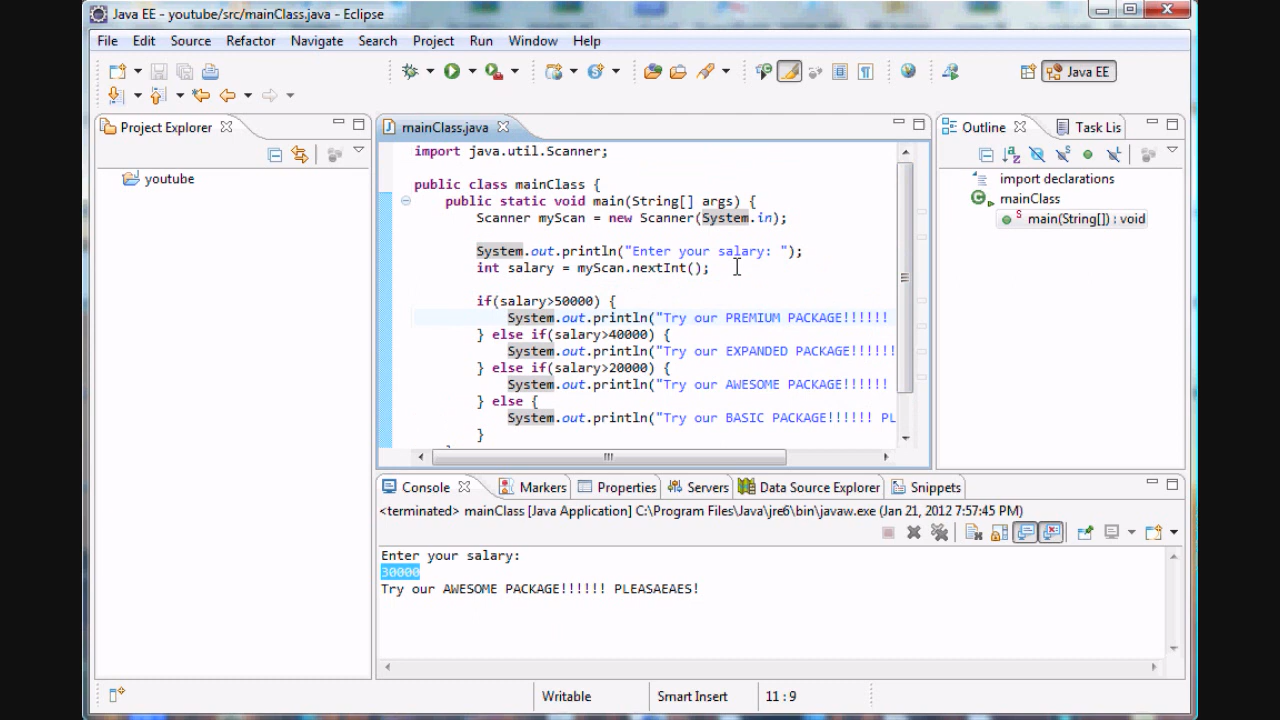 Java EE - youtube/src/mainClass.java - Eclipse
File Edit Source Refactor Navigate Search Project Run Window Help
Java EE
Project Explorer
youtube
mainClass.java
import java.util.Scanner;
public class mainClass {
public static void main(String[] args) {
Scanner myScan = new Scanner(System.in);
System.out.println("Enter your salary: ");
int salary = myScan.nextInt();
if(salary>50000) {
System.out.println("Try our PREMIUM PACKAGE!!!!!!
} else if(salary>40000) {
System.out.println("Try our EXPANDED PACKAGE!!!!!!
} else if(salary>20000) {
System.out.println("Try our AWESOME PACKAGE!!!!!!
} else {
System.out.println("Try our BASIC PACKAGE!!!!!! PL
}
Outline Task Lis
import declarations
mainClass
main(String[]) : void
Console Markers Properties Servers Data Source Explorer Snippets
<terminated> mainClass [Java Application] C:\Program Files\Java\jre6\bin\javaw.exe (Jan 21, 2012 7:57:45 PM)
Enter your salary:
30000
Try our AWESOME PACKAGE!!!!!! PLEASAEAES!
Writable Smart Insert 11 : 9